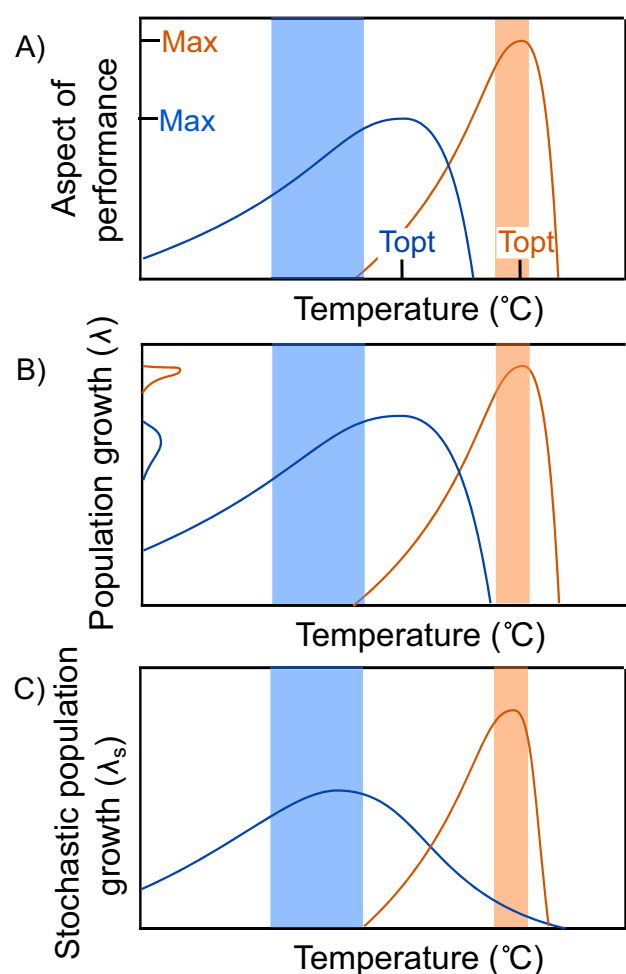 A)
Max
Max
Aspect of
performance
Topt
Topt
Temperature (°C)
B)
Population growth (λ)
Temperature (°C)
C)
Stochastic population
growth (λs)
Temperature (°C)